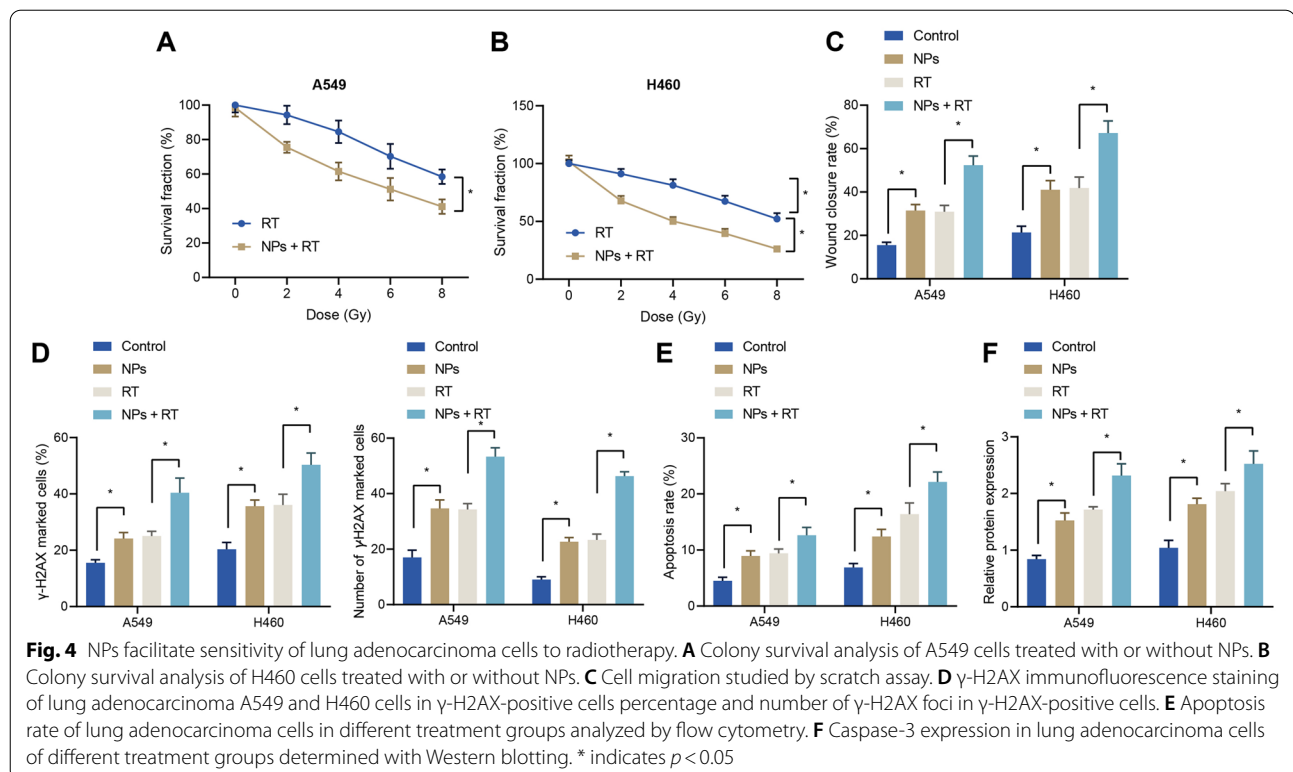 A
A549
Survival fraction (%)
100
80
60
40
20
0
RT
NPs + RT
*
0 2 4 6 8
Dose (Gy)
B
H460
Survival fraction (%)
150
100
50
0
RT
NPs + RT
*
*
0 2 4 6 8
Dose (Gy)
C
Control
NPs
RT
NPs + RT
Wound closure rate (%)
80
60
40
20
0
* * * *
A549 H460
D
Control
NPs
RT
NPs + RT
γ-H2AX marked cells (%)
60
40
20
0
* * * *
A549 H460
Control
NPs
RT
NPs + RT
Number of γH2AX marked cells
60
40
20
0
* * * *
A549 H460
E
Control
NPs
RT
NPs + RT
Apoptosis rate (%)
30
20
10
0
* * * *
A549 H460
F
Control
NPs
RT
NPs + RT
Relative protein expression
3
2
1
0
* * * *
A549 H460
Fig. 4 NPs facilitate sensitivity of lung adenocarcinoma cells to radiotherapy. A Colony survival analysis of A549 cells treated with or without NPs. B
Colony survival analysis of H460 cells treated with or without NPs. C Cell migration studied by scratch assay. D γ-H2AX immunofluorescence staining
of lung adenocarcinoma A549 and H460 cells in γ-H2AX-positive cells percentage and number of γ-H2AX foci in γ-H2AX-positive cells. E Apoptosis
rate of lung adenocarcinoma cells in different treatment groups analyzed by flow cytometry. F Caspase-3 expression in lung adenocarcinoma cells
of different treatment groups determined with Western blotting. * indicates p < 0.05